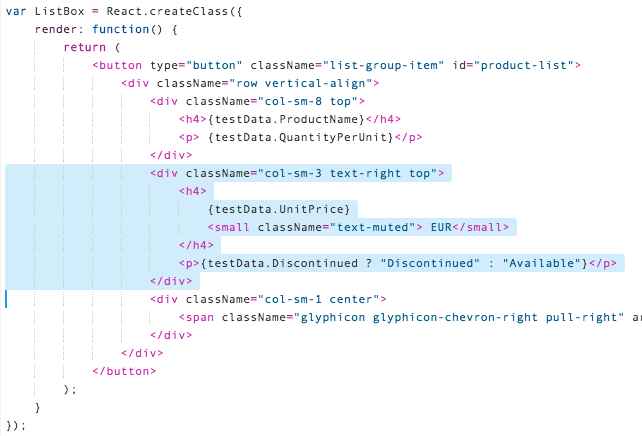 var ListBox = React.createClass({
    render: function() {
        return (
            <button type="button" className="list-group-item" id="product-list">
                <div className="row vertical-align">
                    <div className="col-sm-8 top">
                        <h4>{testData.ProductName}</h4>
                        <p> {testData.QuantityPerUnit}</p>
                    </div>
                    <div className="col-sm-3 text-right top">
                        <h4>
                            {testData.UnitPrice}
                            <small className="text-muted"> EUR</small>
                        </h4>
                        <p>{testData.Discontinued ? "Discontinued" : "Available"}</p>
                    </div>
                    <div className="col-sm-1 center">
                        <span className="glyphicon glyphicon-chevron-right pull-right"
                    </div>
                </div>
            </button>
        );
    }
});